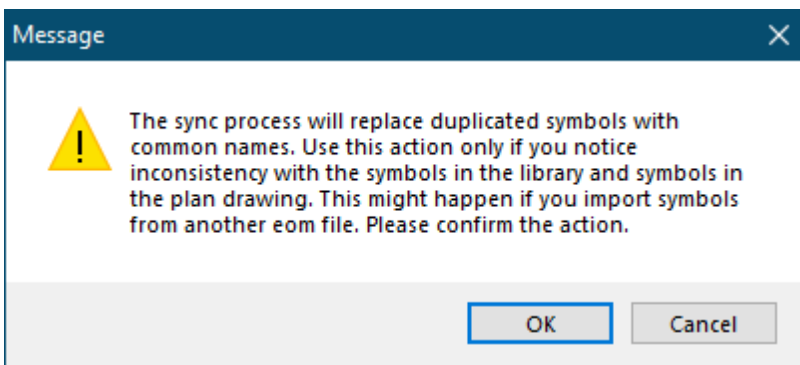 Message
The sync process will replace duplicated symbols with
common names. Use this action only if you notice
inconsistency with the symbols in the library and symbols in
the plan drawing. This might happen if you import symbols
from another eom file. Please confirm the action.
OK Cancel